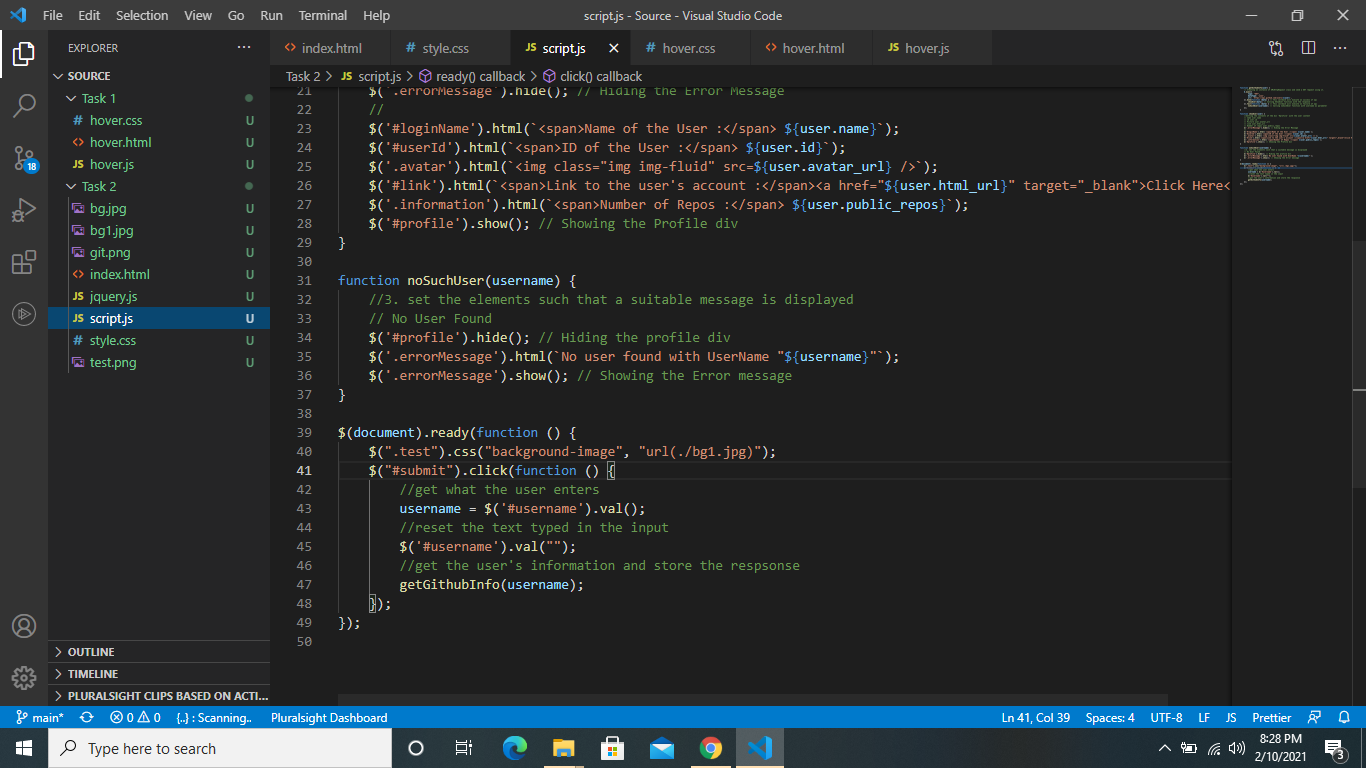 File Edit Selection View Go Run Terminal Help script.js - Source - Visual Studio Code
EXPLORER
SOURCE
Task 1
hover.css U
hover.html U
JS hover.js U
Task 2
bg.jpg U
bg1.jpg U
git.png U
index.html U
JS jquery.js U
JS script.js U
# style.css U
test.png U
OUTLINE
TIMELINE
PLURALSIGHT CLIPS BASED ON ACTI...
18
<> index.html # style.css JS script.js # hover.css <> hover.html JS hover.js
Task 2 > JS script.js > ready() callback > click() callback
21 $('.errorMessage').hide(); // Hiding the Error Message
22 //
23 $('#loginName').html(`<span>Name of the User :</span> ${user.name}`);
24 $('#userId').html(`<span>ID of the User :</span> ${user.id}`);
25 $('.avatar').html(`<img class="img img-fluid" src=${user.avatar_url} />`);
26 $('#link').html(`<span>Link to the user's account :</span><a href="${user.html_url}" target="_blank">Click Here<
27 $('.information').html(`<span>Number of Repos :</span> ${user.public_repos}`);
28 $('#profile').show(); // Showing the Profile div
29 }
30
31 function noSuchUser(username) {
32 //3. set the elements such that a suitable message is displayed
33 // No User Found
34 $('#profile').hide(); // Hiding the profile div
35 $('.errorMessage').html(`No user found with UserName "${username}"`);
36 $('.errorMessage').show(); // Showing the Error message
37 }
38
39 $(document).ready(function () {
40 $(".test").css("background-image", "url(./bg1.jpg)");
41 $("#submit").click(function () {
42 //get what the user enters
43 username = $('#username').val();
44 //reset the text typed in the input
45 $('#username').val("");
46 //get the user's information and store the respsonse
47 getGithubInfo(username);
48 });
49 });
50
main* 0 0 {..} : Scanning.. Pluralsight Dashboard Ln 41, Col 39 Spaces: 4 UTF-8 LF JS Prettier
Type here to search 8:28 PM
2/10/2021 3